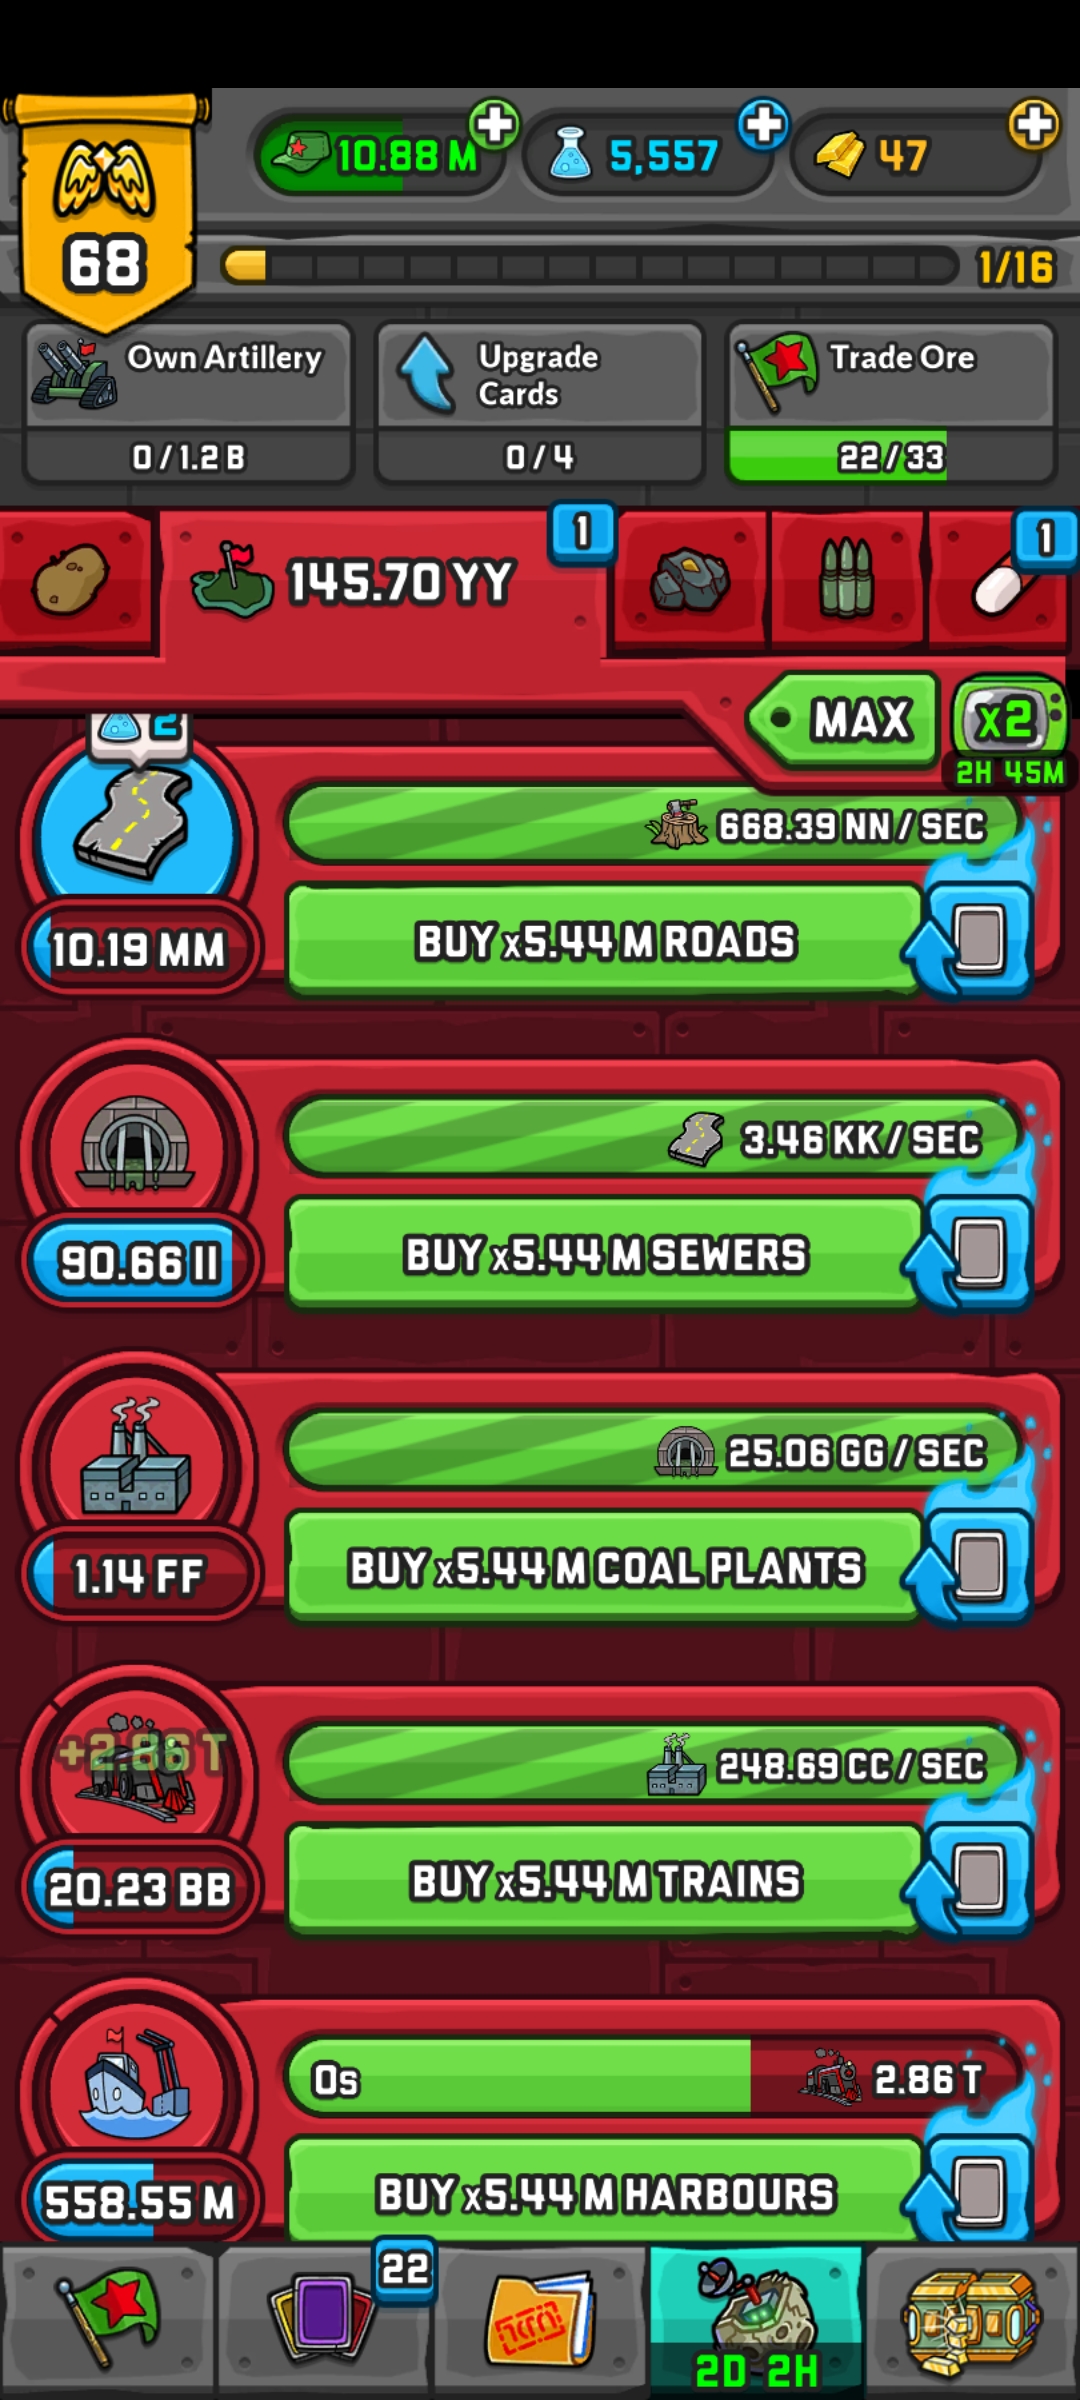 10.88 M
5,557
47
68
1/16
Own Artillery
0/1.2 B
Upgrade
Cards
0/4
Trade Ore
22/33
145.70 YY
1
1
MAX
x2
2H 45M
2
668.39 NN/SEC
10.19 MM
BUY x5.44 M ROADS
3.46 KK/SEC
90.66 II
BUY x5.44 M SEWERS
25.06 GG/SEC
1.14 FF
BUY x5.44 M COAL PLANTS
+2.86 T
248.69 CC/SEC
20.23 BB
BUY x5.44 M TRAINS
0s
2.86 T
558.55 M
BUY x5.44 M HARBOURS
22
2D 2H